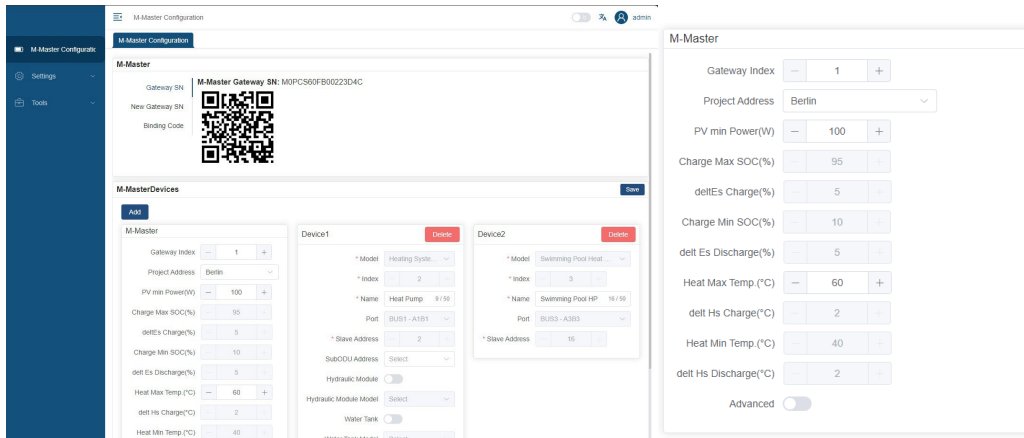 M-Master Configuration
admin
M-Master Configuratic
Settings
Tools
M-Master Configuration
M-Master
Gateway SN
New Gateway SN
Binding Code
M-Master Gateway SN: M0PCS60FB00223D4C
M-MasterDevices
Save
Add
M-Master
Gateway Index 1
Project Address Berlin
PV min Power(W) 100
Charge Max SOC(%) 95
deltEs Charge(%) 5
Charge Min SOC(%) 10
delt Es Discharge(%) 5
Heat Max Temp.(°C) 60
delt Hs Charge(°C) 2
Heat Min Temp.(°C) 40
Device1
Delete
* Model Heating Syste...
* Index 2
* Name Heat Pump 9 / 50
Port BUS1 - A1B1
* Slave Address 2
SubODU Address Select
Hydraulic Module
Hydraulic Module Model Select
Water Tank
Water Tank Model Select
Device2
Delete
* Model Swimming Pool Heat ...
* Index 3
* Name Swimming Pool HP 16 / 50
Port BUS3 - A3B3
* Slave Address 16
M-Master
Gateway Index 1
Project Address Berlin
PV min Power(W) 100
Charge Max SOC(%) 95
deltEs Charge(%) 5
Charge Min SOC(%) 10
delt Es Discharge(%) 5
Heat Max Temp.(°C) 60
delt Hs Charge(°C) 2
Heat Min Temp.(°C) 40
delt Hs Discharge(°C) 2
Advanced